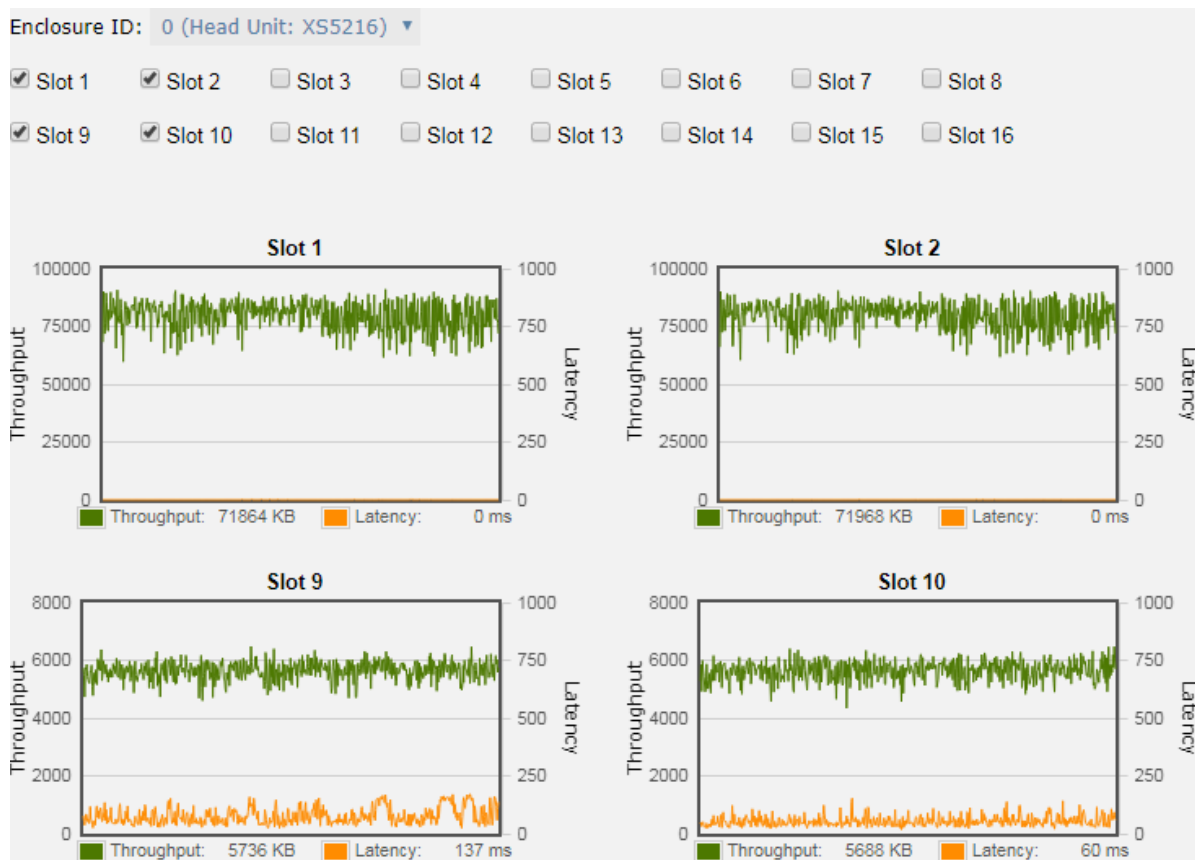 Enclosure ID: 0 (Head Unit: XS5216) ▼
Slot 1 Slot 2 Slot 3 Slot 4 Slot 5 Slot 6 Slot 7 Slot 8
Slot 9 Slot 10 Slot 11 Slot 12 Slot 13 Slot 14 Slot 15 Slot 16
Slot 1
100000
75000
50000
25000
0
Throughput
1000
750
500
250
0
Latency
Throughput: 71864 KB Latency: 0 ms
Slot 2
100000
75000
50000
25000
0
Throughput
1000
750
500
250
0
Latency
Throughput: 71968 KB Latency: 0 ms
Slot 9
8000
6000
4000
2000
0
Throughput
1000
750
500
250
0
Latency
Throughput: 5736 KB Latency: 137 ms
Slot 10
8000
6000
4000
2000
0
Throughput
1000
750
500
250
0
Latency
Throughput: 5688 KB Latency: 60 ms